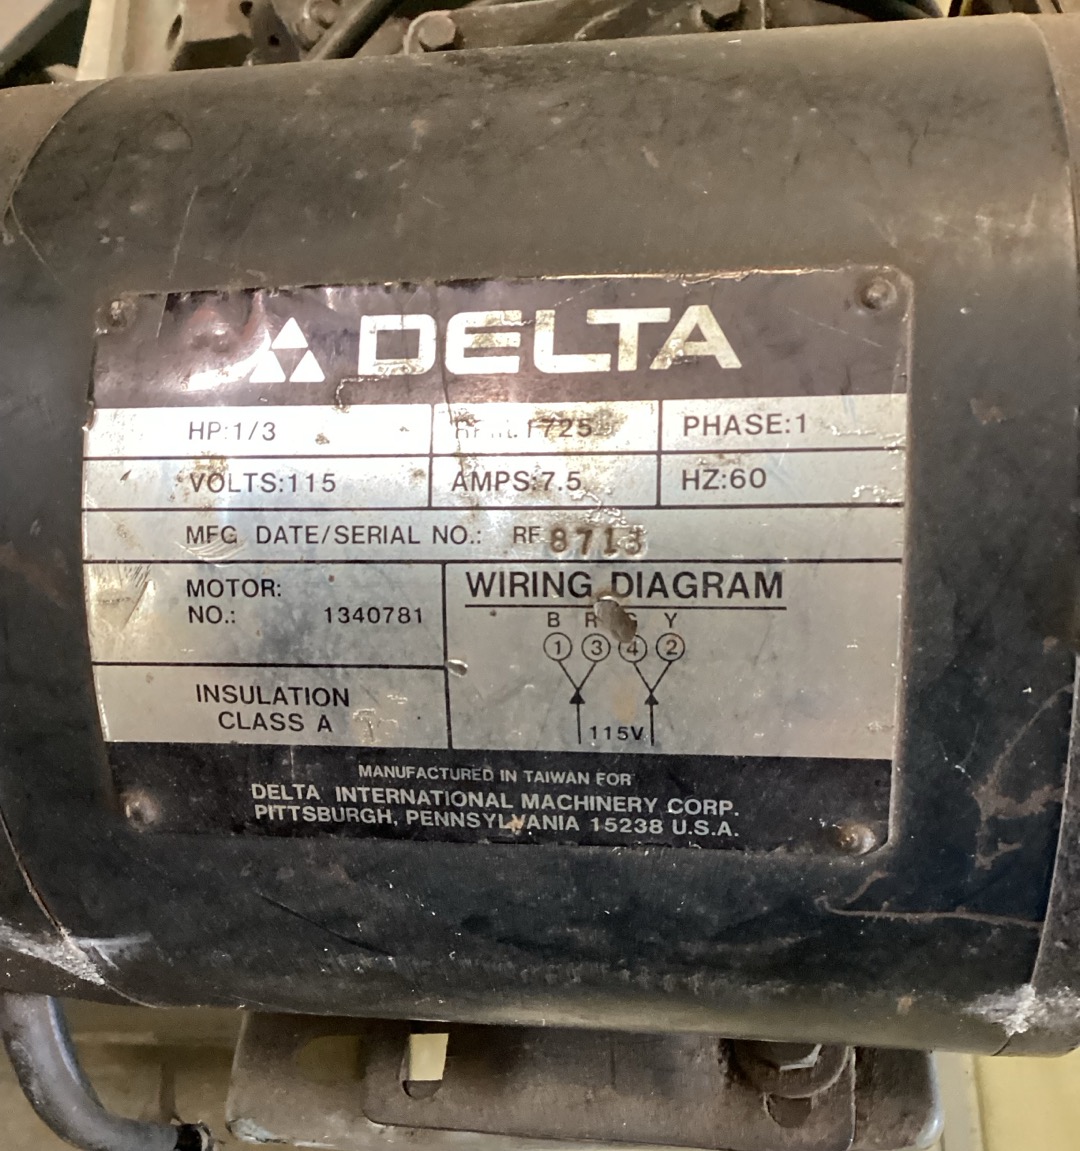 DELTA
HP:1/3 1725 PHASE:1
VOLTS:115 AMPS:7.5 HZ:60
MFG DATE/SERIAL NO.: RF
MOTOR:
NO.: 1340781
WIRING DIAGRAM
B R Y
1 3 4 2
115V
INSULATION
CLASS A
MANUFACTURED IN TAIWAN FOR
DELTA INTERNATIONAL MACHINERY CORP.
PITTSBURGH, PENNSYLVANIA 15238 U.S.A.